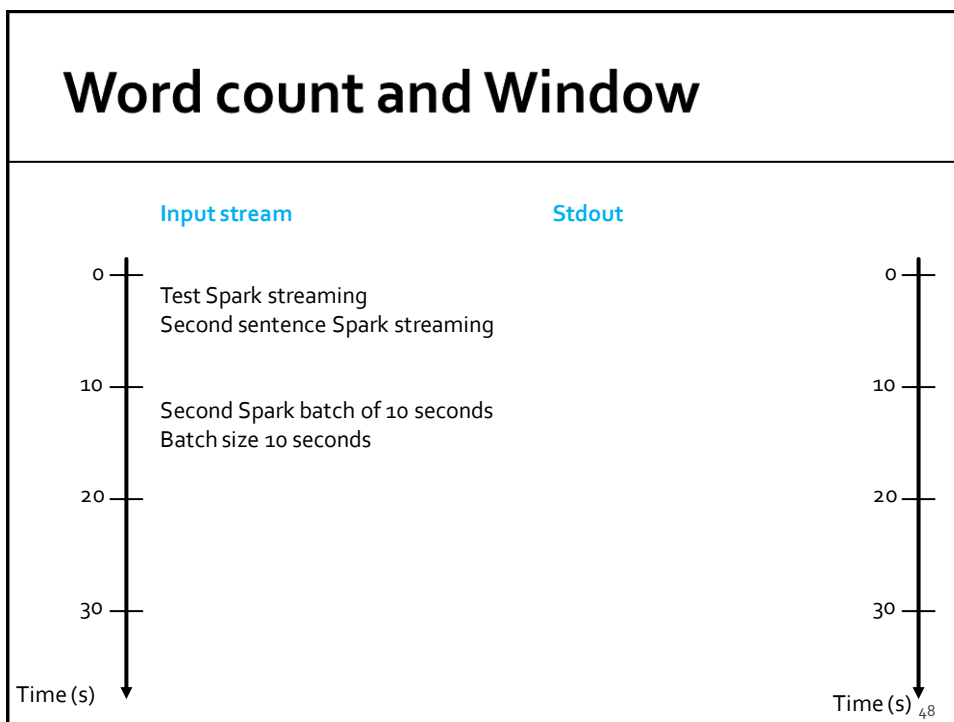 Word count and Window
Input stream
Stdout
0
Test Spark streaming
Second sentence Spark streaming
10
Second Spark batch of 10 seconds
Batch size 10 seconds
20
30
Time (s)
0
10
20
30
Time (s)
48